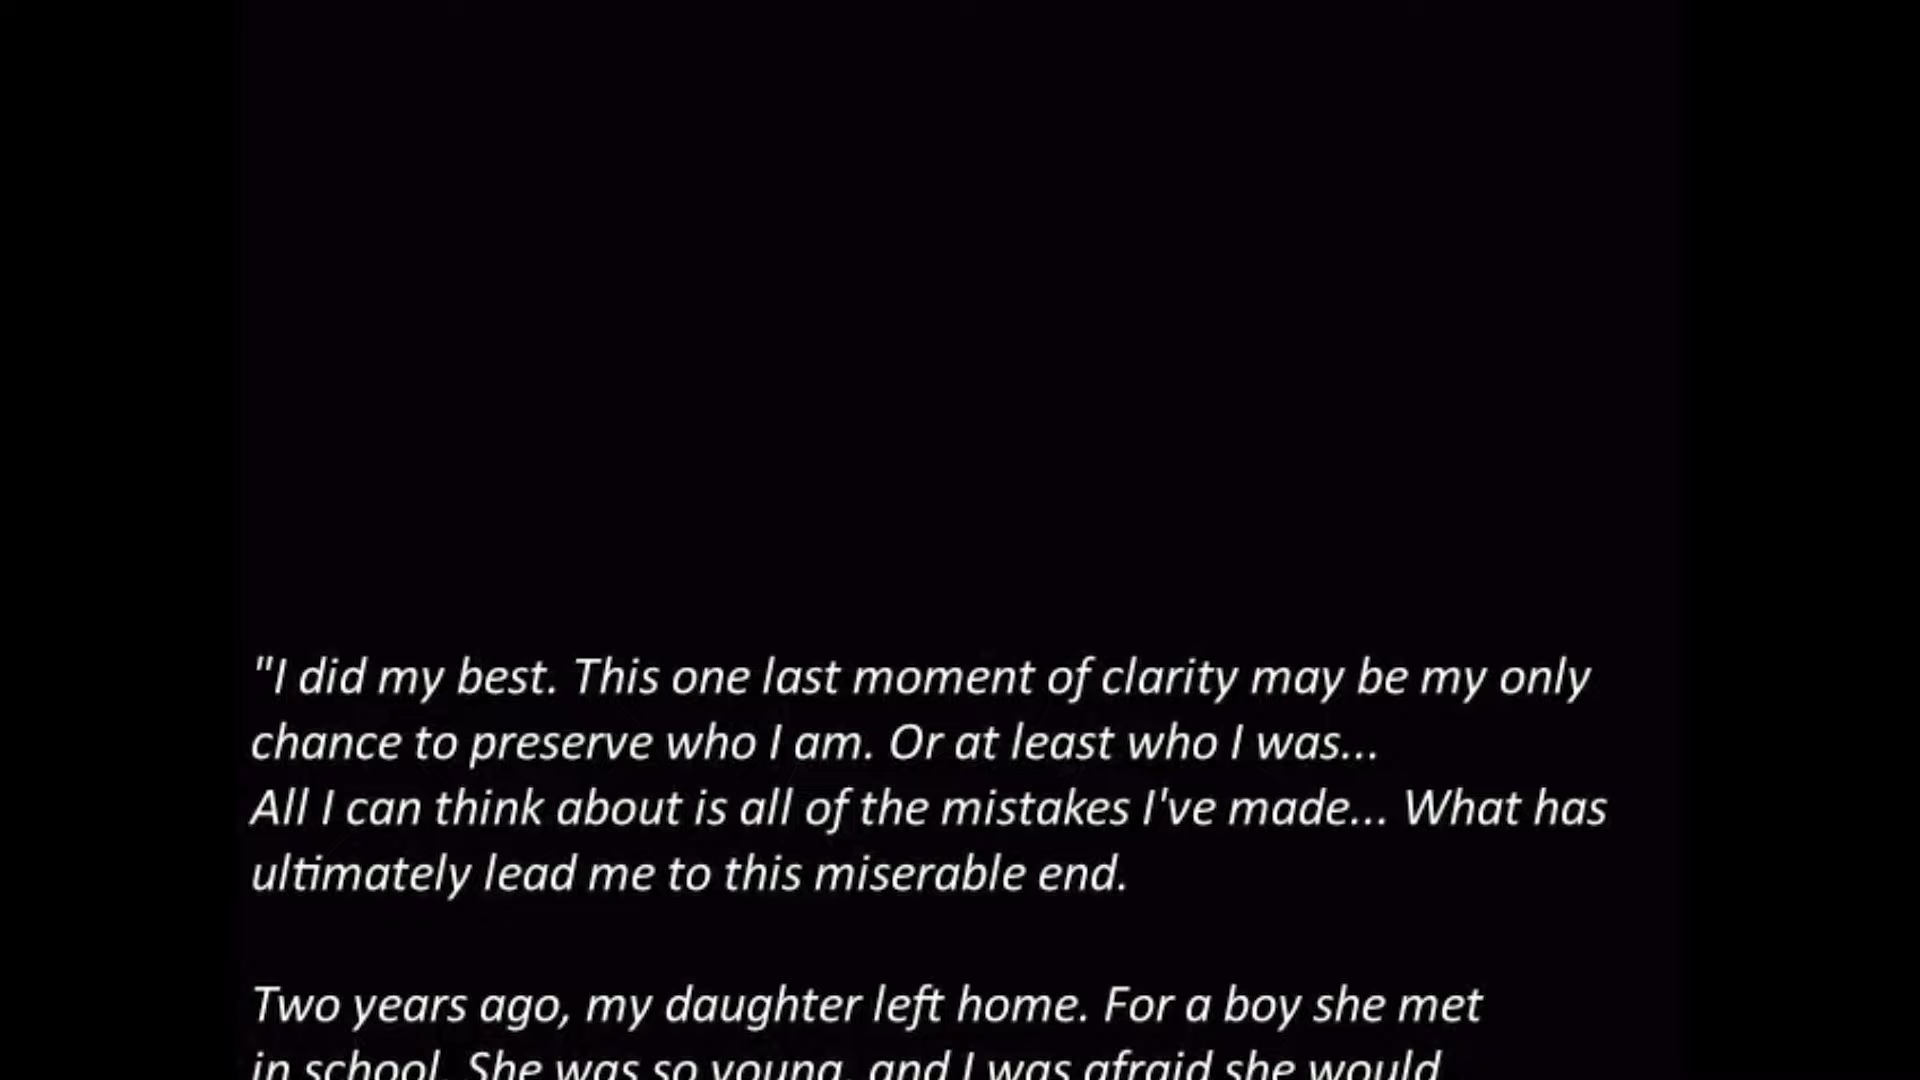 "I did my best. This one last moment of clarity may be my only
chance to preserve who I am. Or at least who I was...
All I can think about is all of the mistakes I've made... What has
ultimately lead me to this miserable end.
Two years ago, my daughter left home. For a boy she met
in school. She was so young, and I was afraid she would